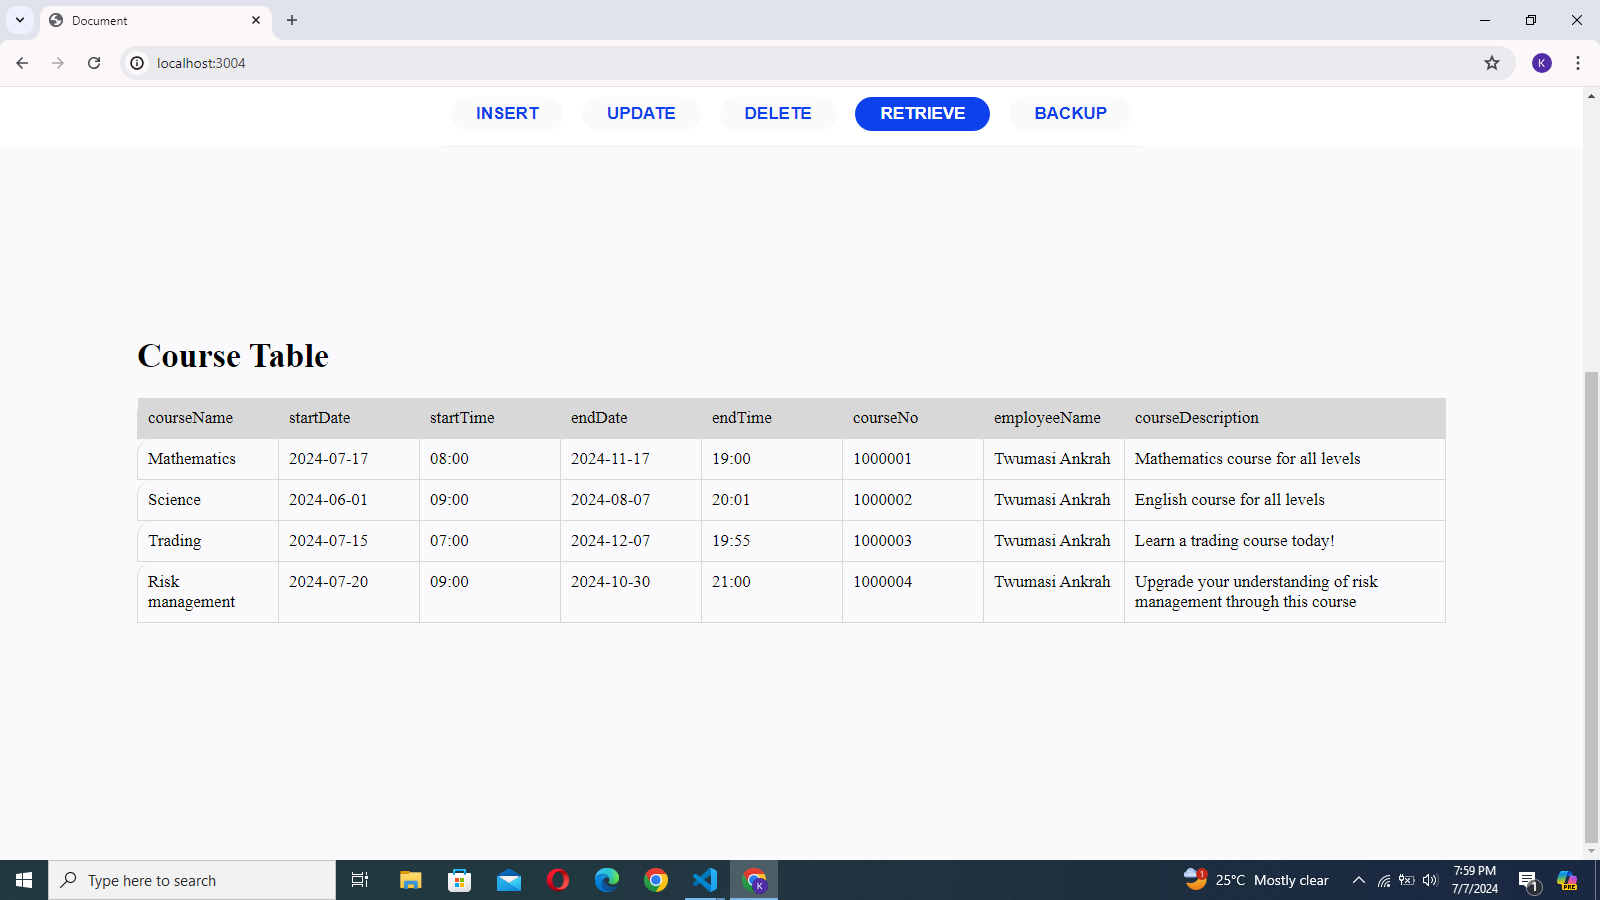 Document
localhost:3004
K
INSERT UPDATE DELETE RETRIEVE BACKUP
Course Table
courseName startDate startTime endDate endTime courseNo employeeName courseDescription
Mathematics 2024-07-17 08:00 2024-11-17 19:00 1000001 Twumasi Ankrah Mathematics course for all levels
Science 2024-06-01 09:00 2024-08-07 20:01 1000002 Twumasi Ankrah English course for all levels
Trading 2024-07-15 07:00 2024-12-07 19:55 1000003 Twumasi Ankrah Learn a trading course today!
Risk 2024-07-20 09:00 2024-10-30 21:00 1000004 Twumasi Ankrah Upgrade your understanding of risk
management management through this course
Type here to search
K
1
25°C Mostly clear
7:59 PM
7/7/2024
1
PRE